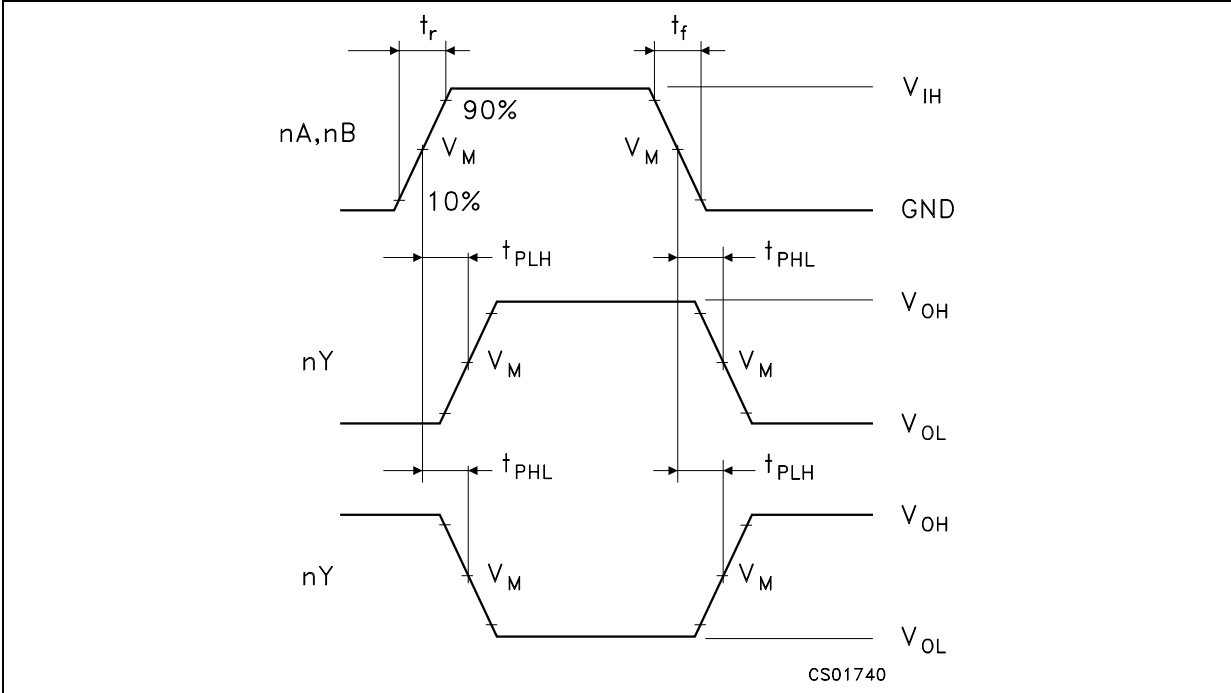 tr tf
VIH
90%
nA,nB VM VM
10% GND
tPLH tPHL
VOH
nY VM VM
VOL
tPHL tPLH
VOH
nY VM VM
VOL
CS01740